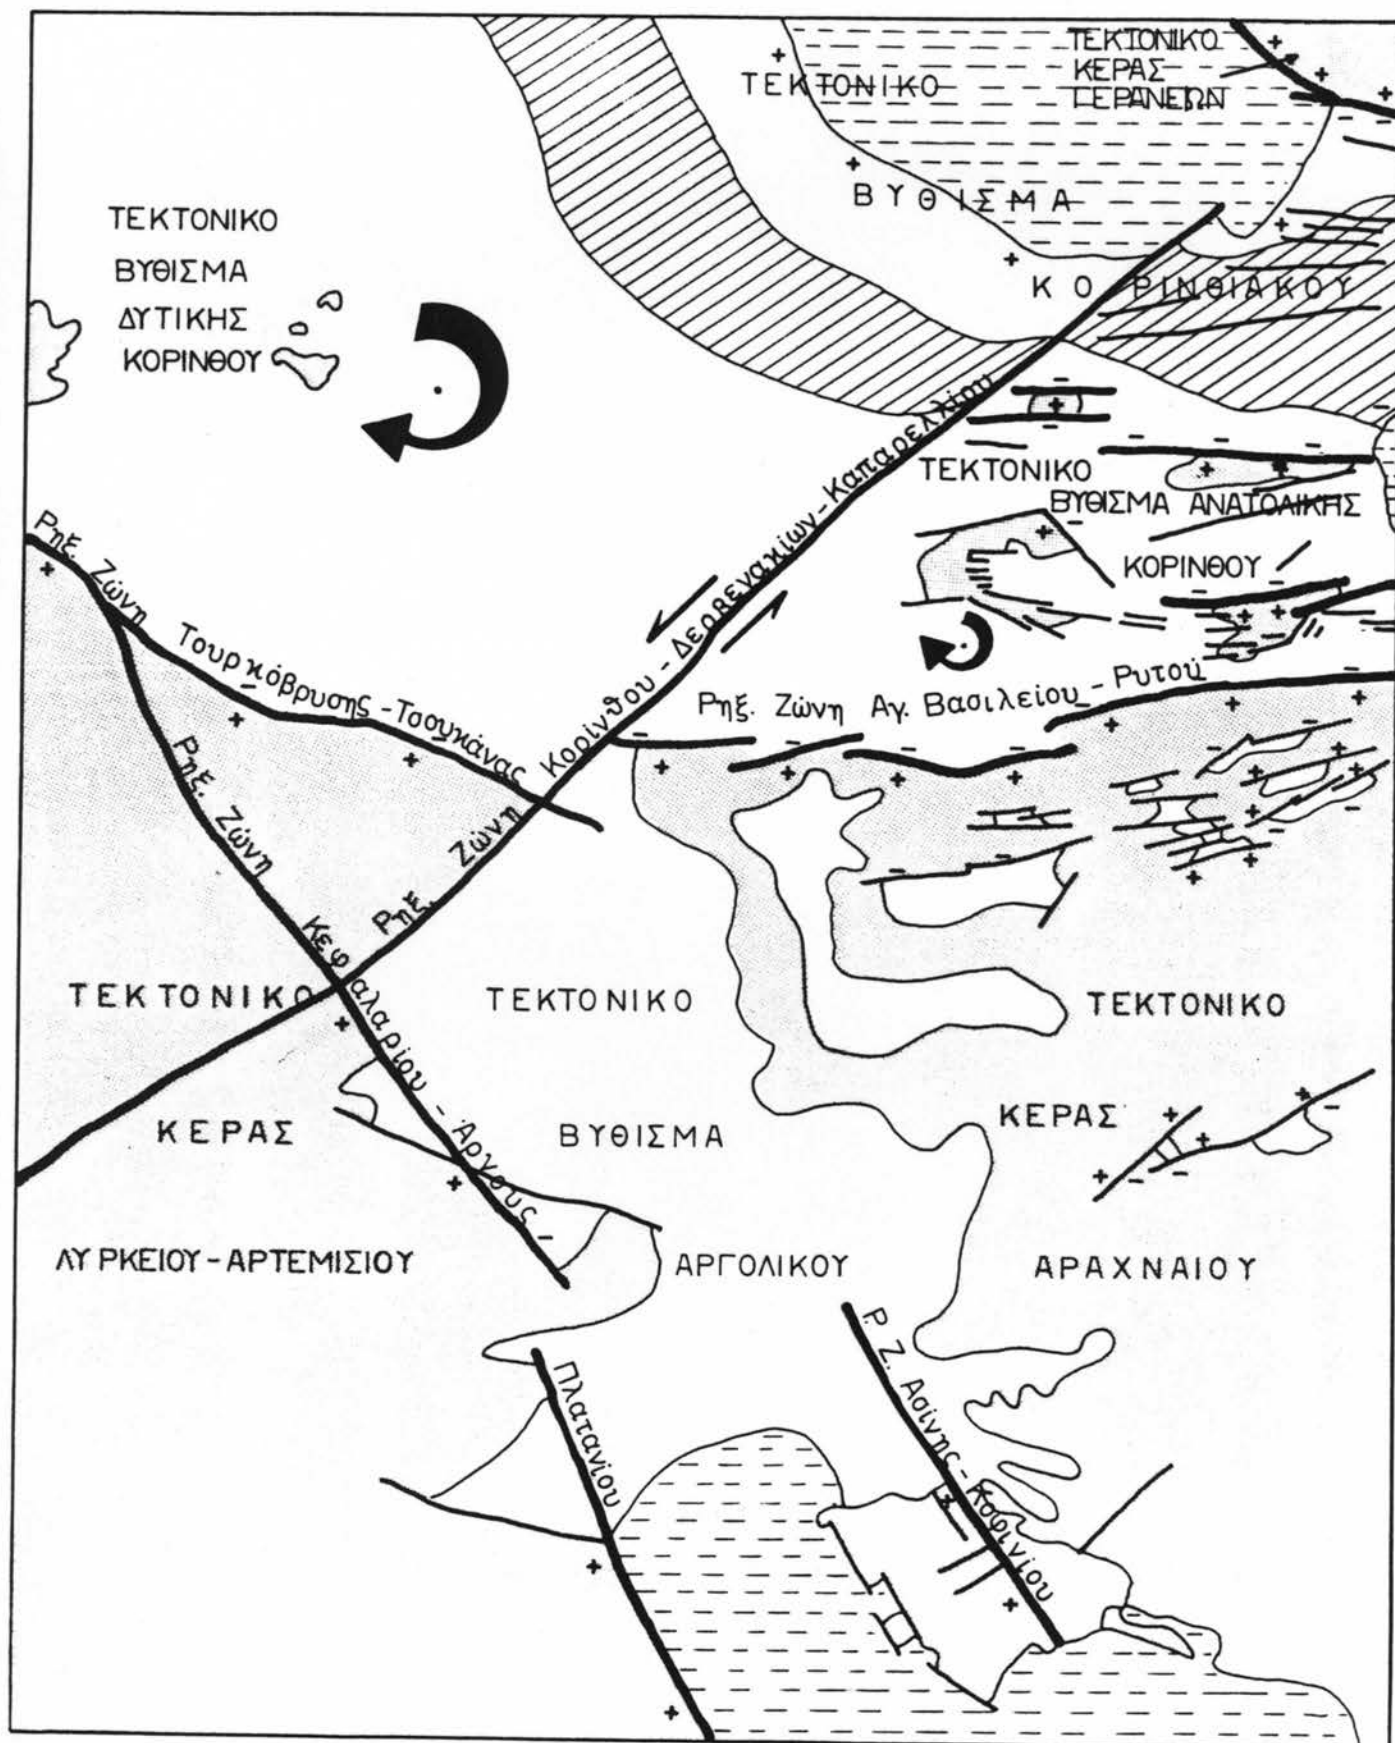 ΤΕΚΤΟΝΙΚΟ
ΚΕΡΑΣ
ΓΕΡΑΝΕΙΩΝ
ΤΕΚΤΟΝΙΚΟ
ΒΥΘΙΣΜΑ
ΚΟΡΙΝΘΙΑΚΟΥ
ΤΕΚΤΟΝΙΚΟ
ΒΥΘΙΣΜΑ
ΔΥΤΙΚΗΣ
ΚΟΡΙΝΘΟΥ
ΤΕΚΤΟΝΙΚΟ
ΒΥΘΙΣΜΑ ΑΝΑΤΟΛΙΚΗΣ
ΚΟΡΙΝΘΟΥ
Ρηξ. Ζώνη Τουρκόβρυσης - Τσουκάνας
Ρηξ. Ζώνη Κορίνθου - Δερβενακίων - Καπαρελλίου
Ρηξ. Ζώνη Αγ. Βασιλείου - Ρυτού
Ρηξ. Ζώνη Κεφαλαρίου - Άργους
ΤΕΚΤΟΝΙΚΟ
ΚΕΡΑΣ
ΛΥΡΚΕΙΟΥ - ΑΡΤΕΜΙΣΙΟΥ
ΤΕΚΤΟΝΙΚΟ
ΒΥΘΙΣΜΑ
ΑΡΓΟΛΙΚΟΥ
ΤΕΚΤΟΝΙΚΟ
ΚΕΡΑΣ
ΑΡΑΧΝΑΙΟΥ
Πλατανίου
Ρ. Ζ. Ασίνης - Κοφινίου